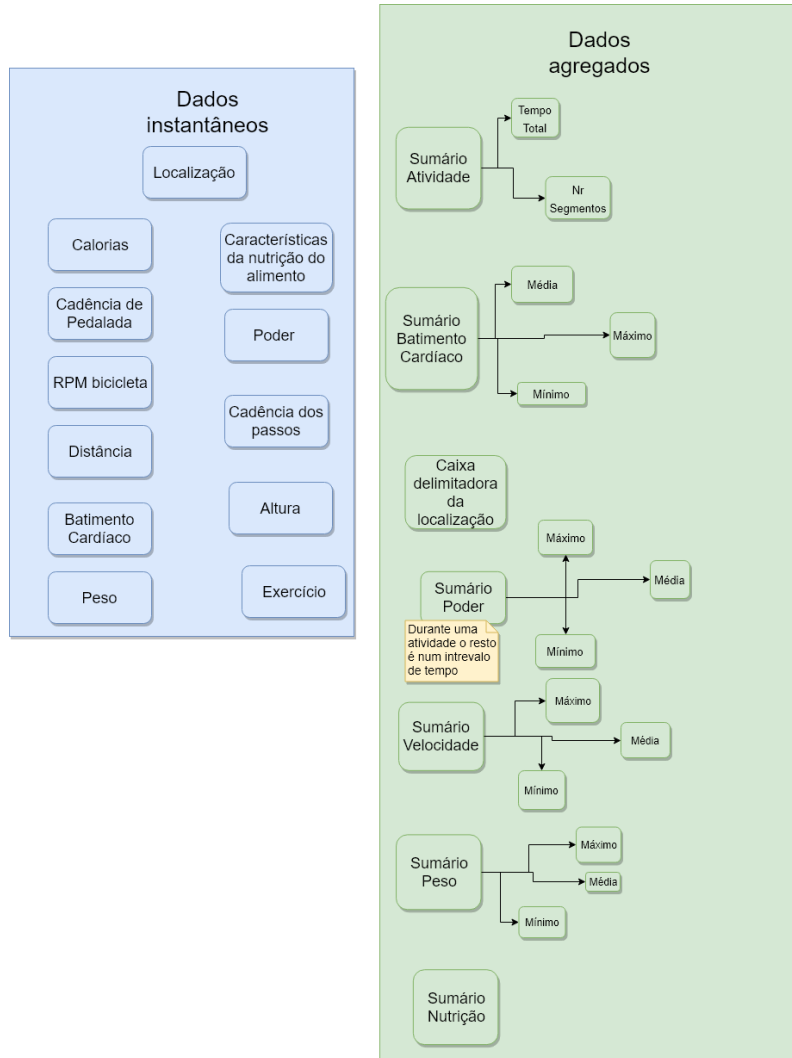 Dados
instantâneos
Localização
Calorias
Características
da nutrição do
alimento
Cadência de
Pedalada
Poder
RPM bicicleta
Cadência dos
passos
Distância
Altura
Batimento
Cardíaco
Exercício
Peso
Dados
agregados
Sumário
Atividade
Tempo
Total
Nr
Segmentos
Sumário
Batimento
Cardíaco
Média
Máximo
Mínimo
Caixa
delimitadora
da
localização
Sumário
Poder
Máximo
Média
Mínimo
Durante uma
atividade o resto
é num intrevalo
de tempo
Sumário
Velocidade
Máximo
Média
Mínimo
Sumário
Peso
Máximo
Média
Mínimo
Sumário
Nutrição